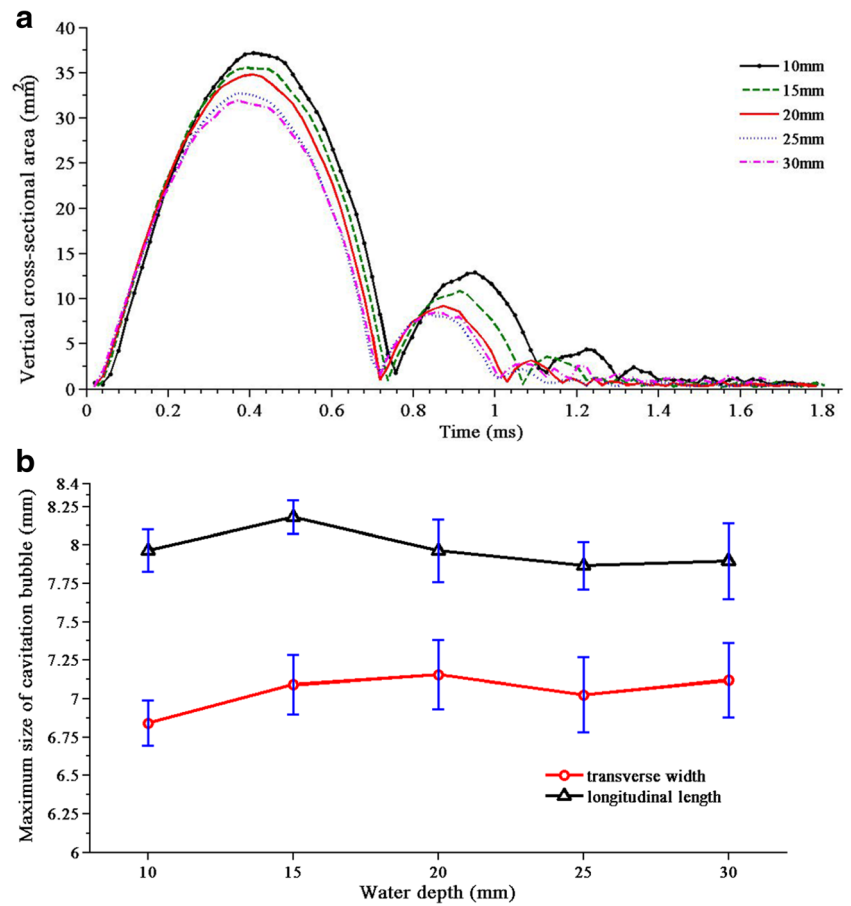 a
Vertical cross-sectional area (mm²)
40
35
30
25
20
15
10
5
0
0 0.2 0.4 0.6 0.8 1 1.2 1.4 1.6 1.8
Time (ms)
10mm
15mm
20mm
25mm
30mm
b
Maximum size of cavitation bubble (mm)
8.4
8.25
8
7.75
7.5
7.25
7
6.75
6.5
6.25
6
10 15 20 25 30
Water depth (mm)
transverse width
longitudinal length